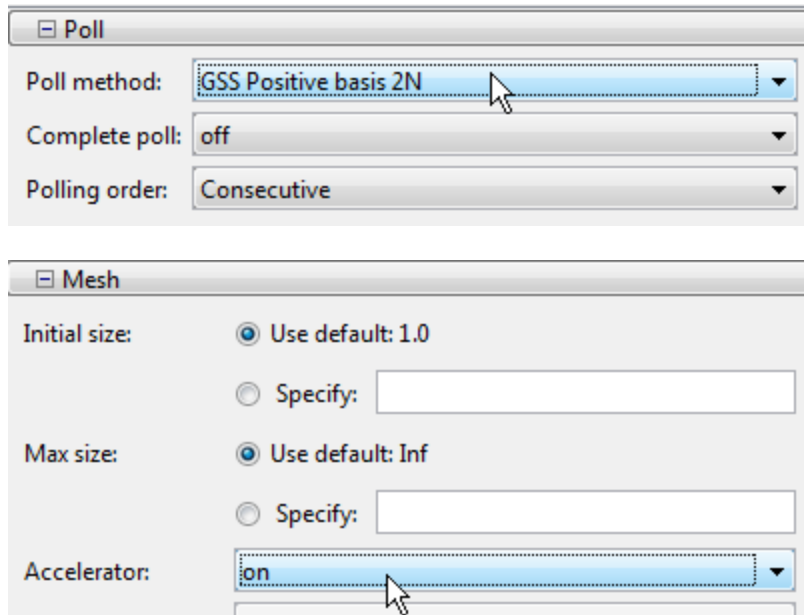 Poll
Poll method: GSS Positive basis 2N
Complete poll: off
Polling order: Consecutive
Mesh
Initial size: Use default: 1.0
Specify:
Max size: Use default: Inf
Specify:
Accelerator: on